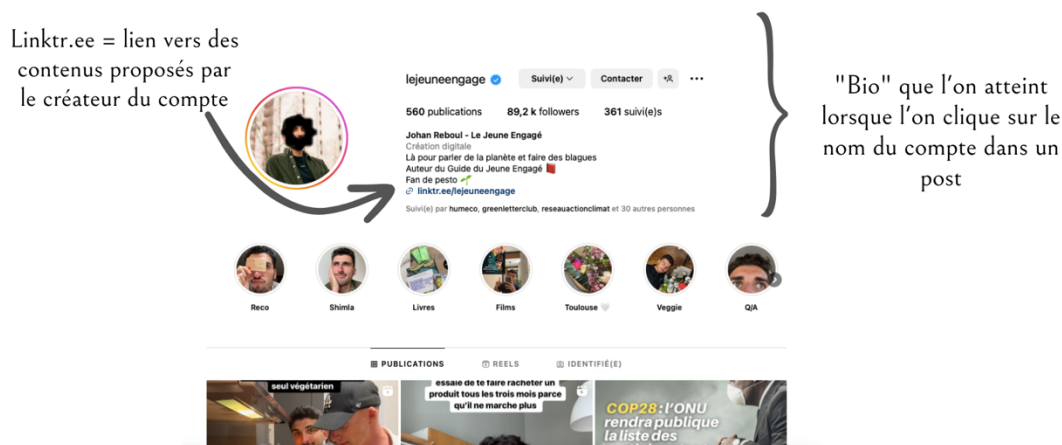 Linktr.ee = lien vers des
contenus proposés par
le créateur du compte
lejeuneengage
Suivi(e)
Contacter
560 publications 89,2 k followers 361 suivi(e)s
Johan Reboul - Le Jeune Engagé
Création digitale
Là pour parler de la planète et faire des blagues
Auteur du Guide du Jeune Engagé 📕
Fan de pesto 🌱
linktr.ee/lejeuneengage
Suivi(e) par humeco, greenletterclub, reseauactionclimat et 30 autres personnes
"Bio" que l'on atteint
lorsque l'on clique sur le
nom du compte dans un
post
Reco
Shimla
Livres
Films
Toulouse 🤍
Veggie
Q/A
PUBLICATIONS
REELS
IDENTIFIÉ(E)
seul végétarien
essaie de te faire racheter un
produit tous les trois mois parce
qu'il ne marche plus
COP28 : l'ONU
rendra publique
la liste des